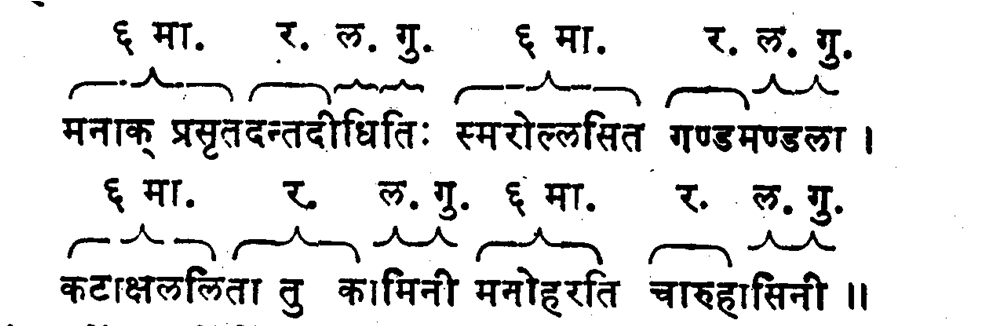 ६ मा. र. ल. गु. ६ मा. र. ल. गु.
मनाक् प्रसृतदन्तदीधितिः स्मरोल्लसित गण्डमण्डला ।
६ मा. र. ल. गु. ६ मा. र. ल. गु.
कटाक्षललिता तु कामिनी मनोहरति चारुहासिनी ॥